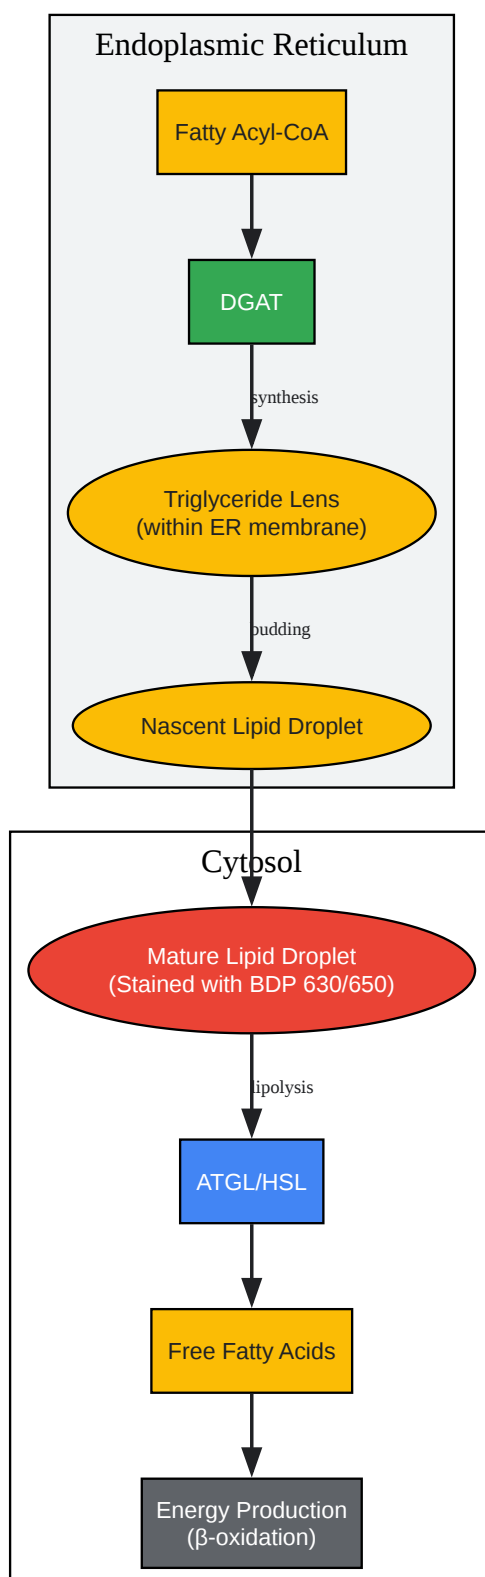 Endoplasmic Reticulum
Fatty Acyl-CoA
DGAT
synthesis
Triglyceride Lens
(within ER membrane)
budding
Nascent Lipid Droplet
Cytosol
Mature Lipid Droplet
(Stained with BDP 630/650)
lipolysis
ATGL/HSL
Free Fatty Acids
Energy Production
(β-oxidation)